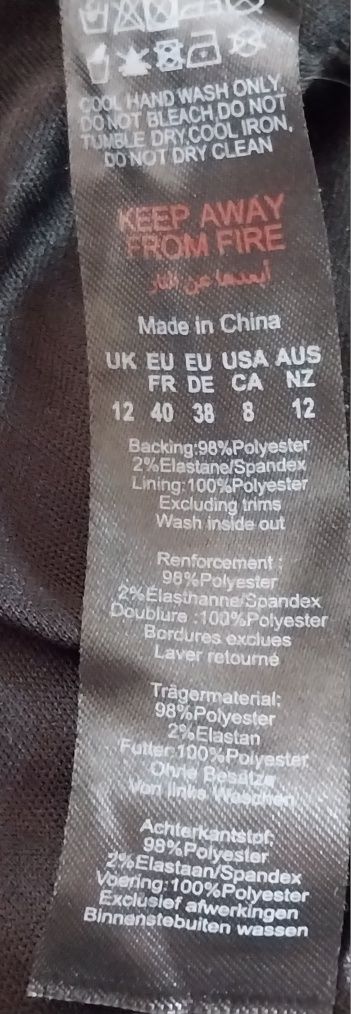 COOL HAND WASH ONLY,
DO NOT BLEACH,DO NOT
TUMBLE DRY,COOL IRON,
DO NOT DRY CLEAN
KEEP AWAY
FROM FIRE
أبعدها عن النار
Made in China
UK EU EU USA AUS
FR DE CA NZ
12 40 38 8 12
Backing:98%Polyester
2%Elastane/Spandex
Lining:100%Polyester
Excluding trims
Wash inside out
Renforcement :
98%Polyester
2%Élasthanne/Spandex
Doublure :100%Polyester
Bordures exclues
Laver retourné
Trägermaterial:
98%Polyester
2%Elastan
Futter:100%Polyester
Ohne Besätze
Von links Waschen
Achterkantstof:
98%Polyester
2%Elastaan/Spandex
Voering:100%Polyester
Exclusief afwerkingen
Binnenstebuiten wassen